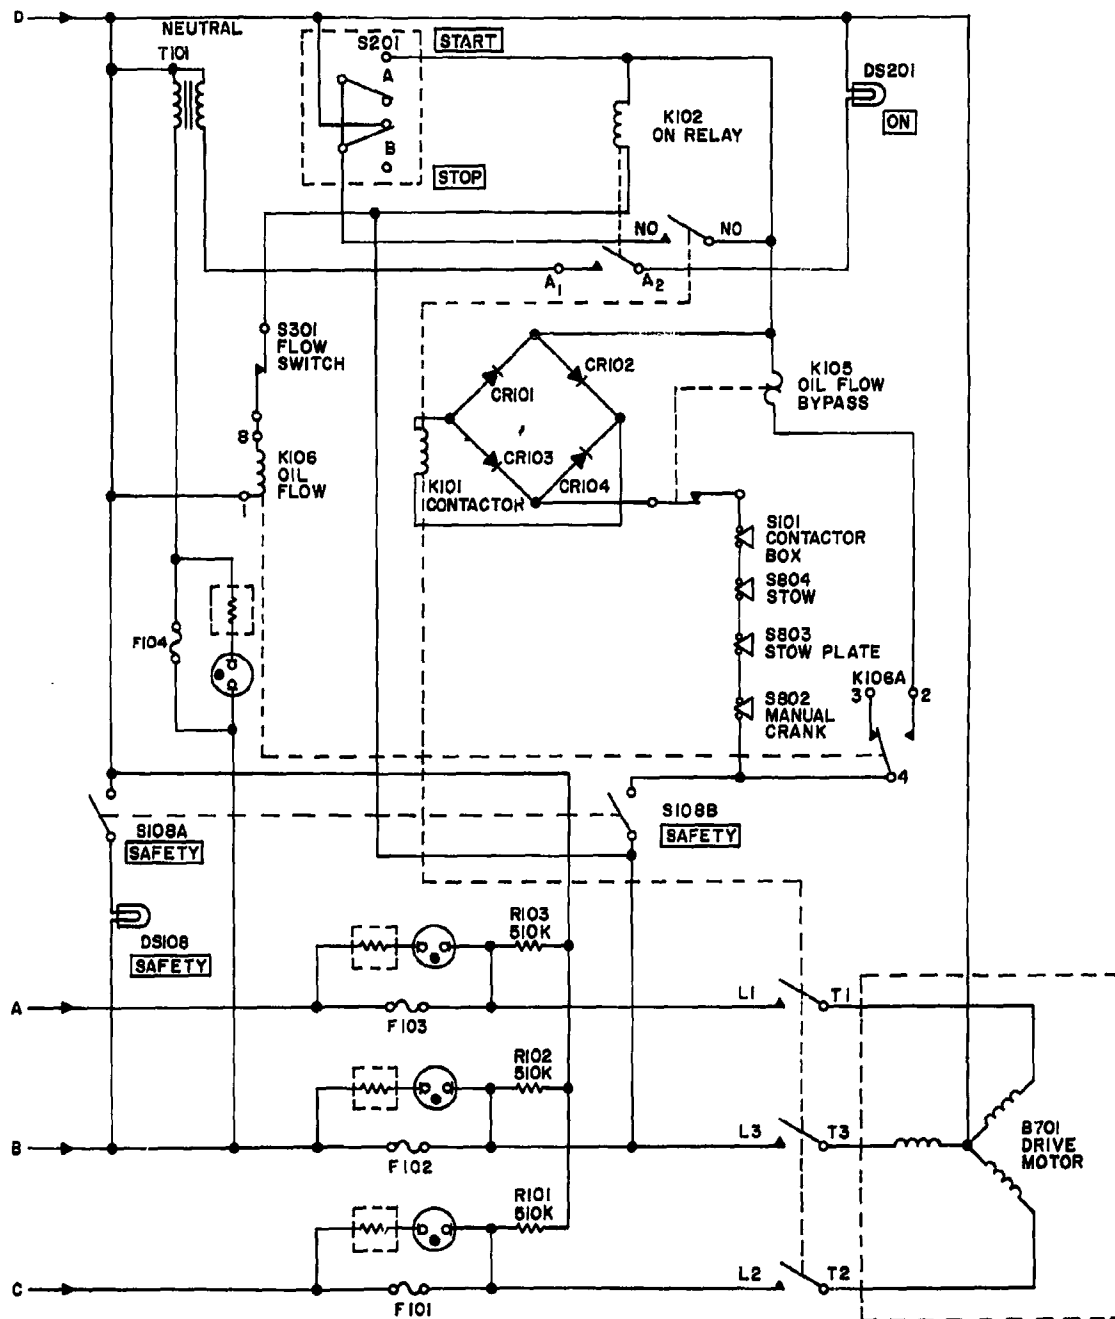 D
NEUTRAL
T101
S201
START
A
B
STOP
K102
ON RELAY
DS201
ON
NO
NO
A1
A2
S301
FLOW
SWITCH
8
K106
OIL
FLOW
1
CR101
CR102
CR103
CR104
K101
CONTACTOR
K105
OIL FLOW
BYPASS
S101
CONTACTOR
BOX
S804
STOW
S803
STOW PLATE
S802
MANUAL
CRANK
K106A
3
2
4
F104
S108A
SAFETY
S108B
SAFETY
DS108
SAFETY
R103
510K
A
F103
L1
T1
R102
510K
B
F102
L3
T3
B701
DRIVE
MOTOR
R101
510K
C
F101
L2
T2